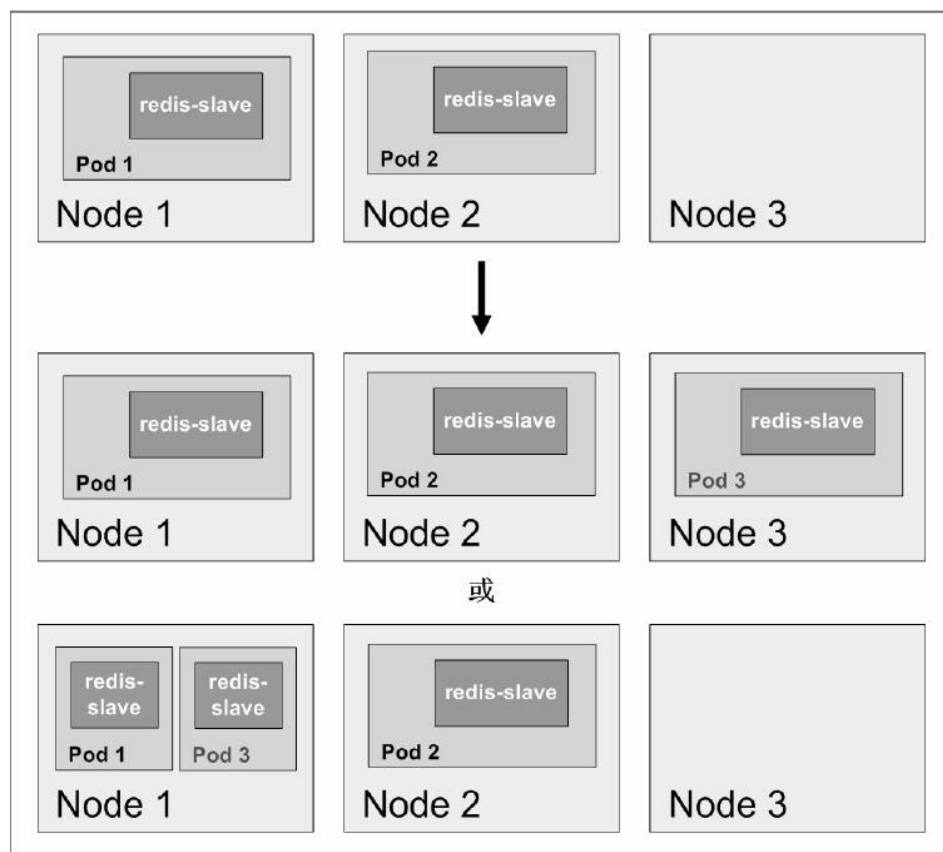 redis-slave
Pod 1
Node 1
redis-slave
Pod 2
Node 2
Node 3
redis-slave
Pod 1
Node 1
redis-slave
Pod 2
Node 2
redis-slave
Pod 3
Node 3
或
redis-
slave
Pod 1
redis-
slave
Pod 3
Node 1
redis-slave
Pod 2
Node 2
Node 3